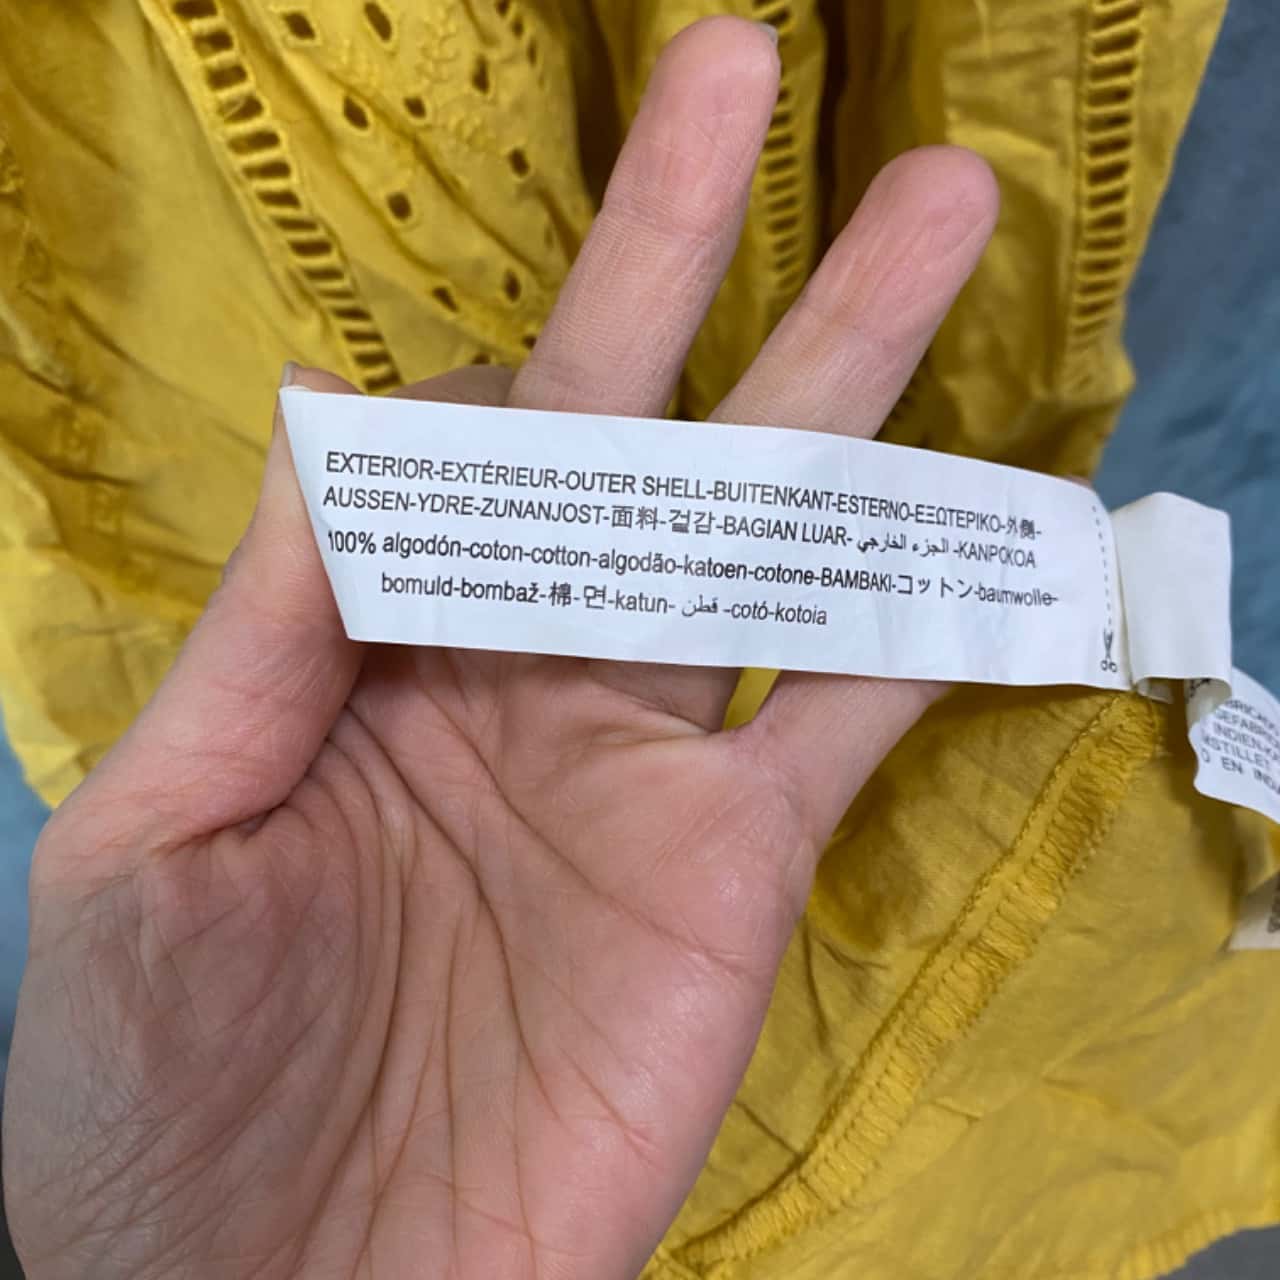 EXTERIOR-EXTÉRIEUR-OUTER SHELL-BUITENKANT-ESTERNO-ΕΞΩΤΕΡΙΚΟ-外側-
AUSSEN-YDRE-ZUNANJOST-面料-겉감-BAGIAN LUAR- الجزء الخارجي -KANPOKOA
100% algodón-coton-cotton-algodão-katoen-cotone-BAMBAKI-コットン-baumwolle-
bomuld-bombaž-棉-면-katun- قطن -cotó-kotoia
INDIEN
EN